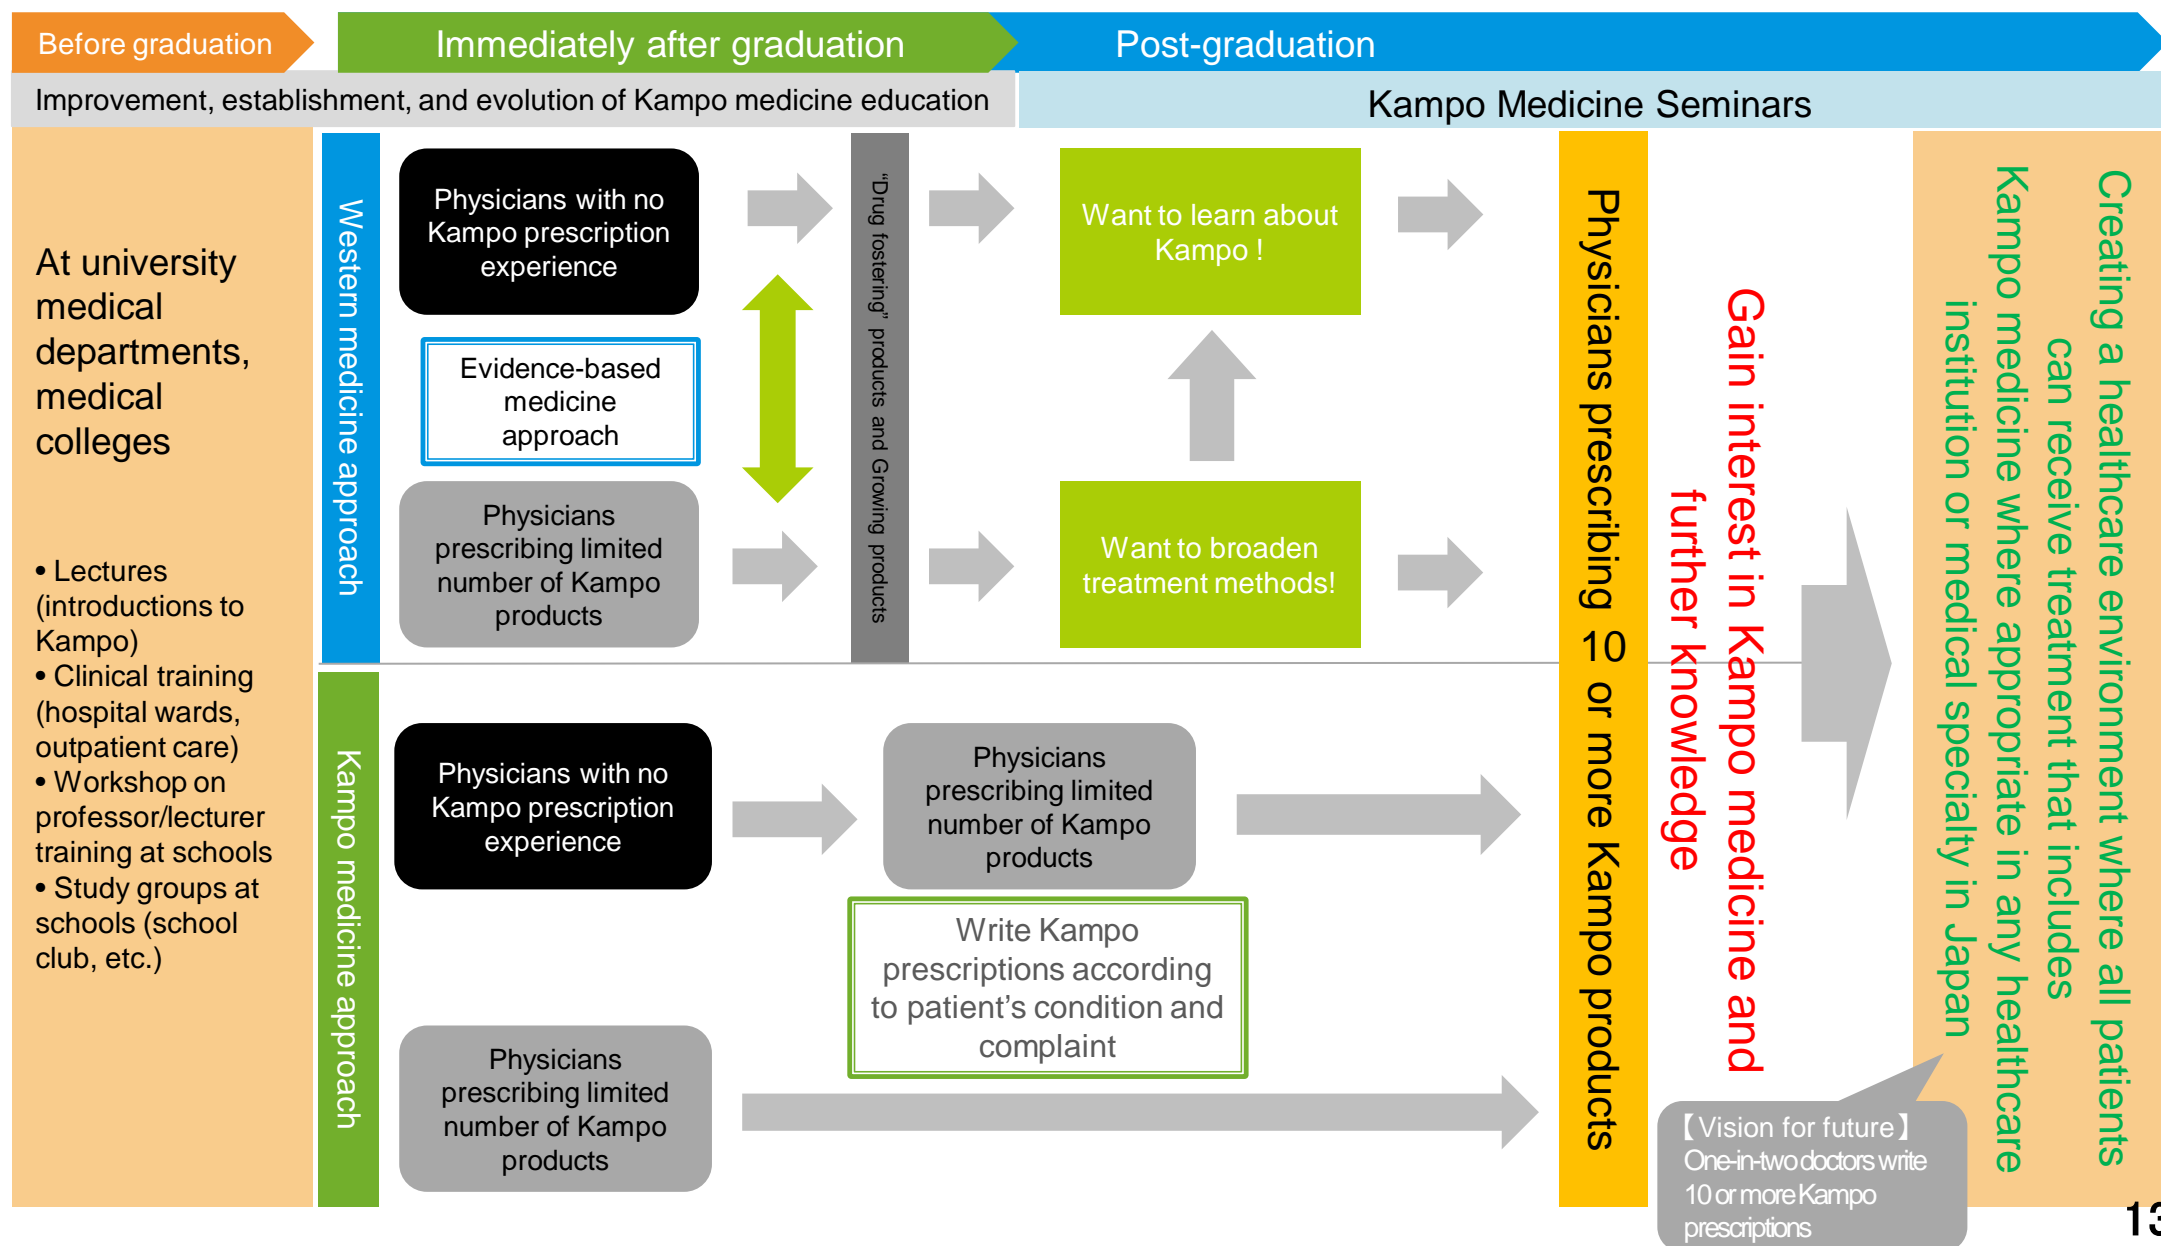 Before graduation
Immediately after graduation
Post-graduation
Improvement, establishment, and evolution of Kampo medicine education
Kampo Medicine Seminars
At university
medical
departments,
medical
colleges
• Lectures
(introductions to
Kampo)
• Clinical training
(hospital wards,
outpatient care)
• Workshop on
professor/lecturer
training at schools
• Study groups at
schools (school
club, etc.)
Western medicine approach
Physicians with no
Kampo prescription
experience
Evidence-based
medicine
approach
Physicians
prescribing limited
number of Kampo
products
“Drug fostering” products and Growing products
Want to learn about
Kampo !
Want to broaden
treatment methods!
Kampo medicine approach
Physicians with no
Kampo prescription
experience
Physicians
prescribing limited
number of Kampo
products
Write Kampo
prescriptions according
to patient’s condition and
complaint
Physicians
prescribing limited
number of Kampo
products
Physicians prescribing 10 or more Kampo products
Gain interest in Kampo medicine and
further knowledge
Creating a healthcare environment where all patients
can receive treatment that includes
Kampo medicine where appropriate in any healthcare
institution or medical specialty in Japan
【Vision for future】
One-in-two doctors write
10 or more Kampo
prescriptions
13